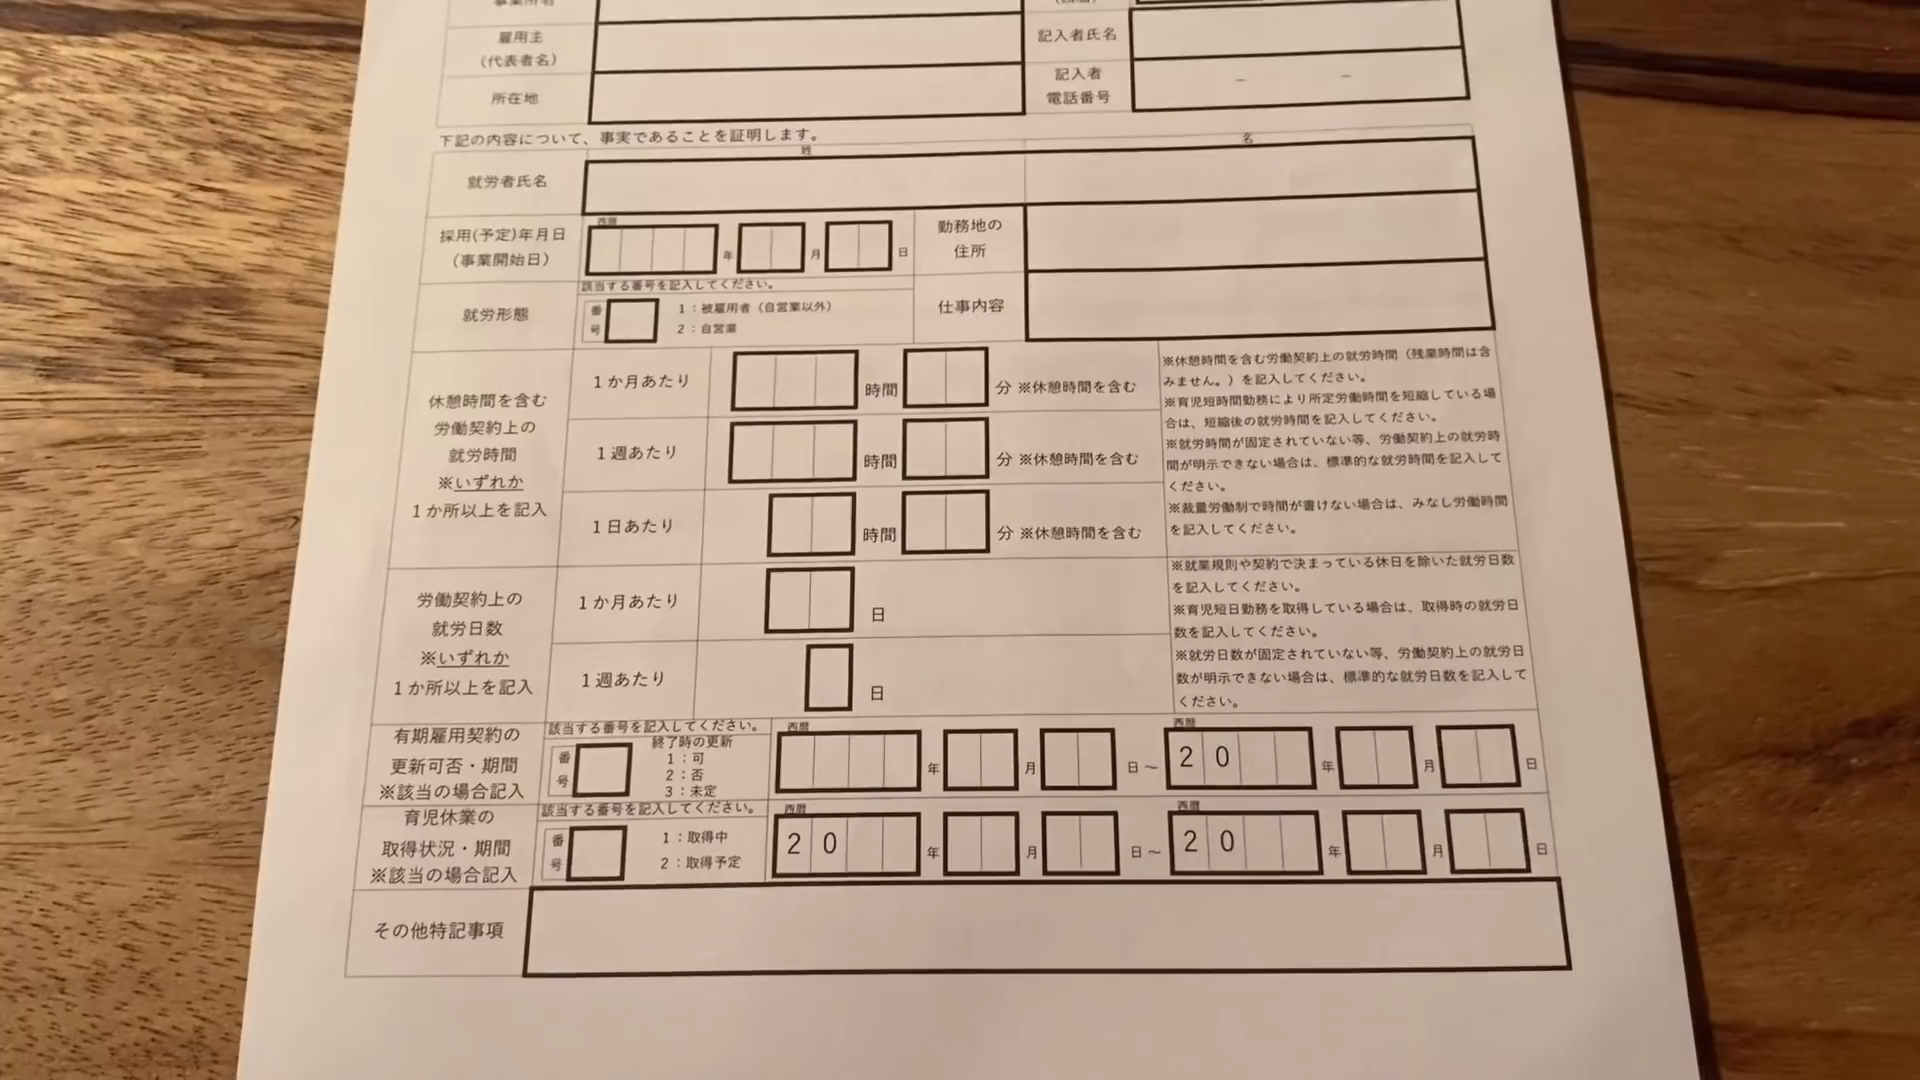 事業所名
雇用主
（代表者名）
記入者氏名
所在地
記入者
電話番号
－ －
下記の内容について、事実であることを証明します。
姓 名
就労者氏名
採用(予定)年月日
（事業開始日）
西暦
年 月 日
勤務地の
住所
就労形態
該当する番号を記入してください。
番
号
1：被雇用者（自営業以外）
2：自営業
仕事内容
休憩時間を含む
労働契約上の
就労時間
※いずれか
1か所以上を記入
1か月あたり 時間 分 ※休憩時間を含む
1週あたり 時間 分 ※休憩時間を含む
1日あたり 時間 分 ※休憩時間を含む
※休憩時間を含む労働契約上の就労時間（残業時間は含
みません。）を記入してください。
※育児短時間勤務により所定労働時間を短縮している場
合は、短縮後の就労時間を記入してください。
※就労時間が固定されていない等、労働契約上の就労時
間が明示できない場合は、標準的な就労時間を記入して
ください。
※裁量労働制で時間が書けない場合は、みなし労働時間
を記入してください。
労働契約上の
就労日数
※いずれか
1か所以上を記入
1か月あたり 日
1週あたり 日
※就業規則や契約で決まっている休日を除いた就労日数
を記入してください。
※育児短日勤務を取得している場合は、取得時の就労日
数を記入してください。
※就労日数が固定されていない等、労働契約上の就労日
数が明示できない場合は、標準的な就労日数を記入して
ください。
有期雇用契約の
更新可否・期間
※該当の場合記入
該当する番号を記入してください。
番
号
終了時の更新
1：可
2：否
3：未定
西暦 西暦
年 月 日～ 20 年 月 日
育児休業の
取得状況・期間
※該当の場合記入
該当する番号を記入してください。
番
号
1：取得中
2：取得予定
西暦 西暦
20 年 月 日～ 20 年 月 日
その他特記事項